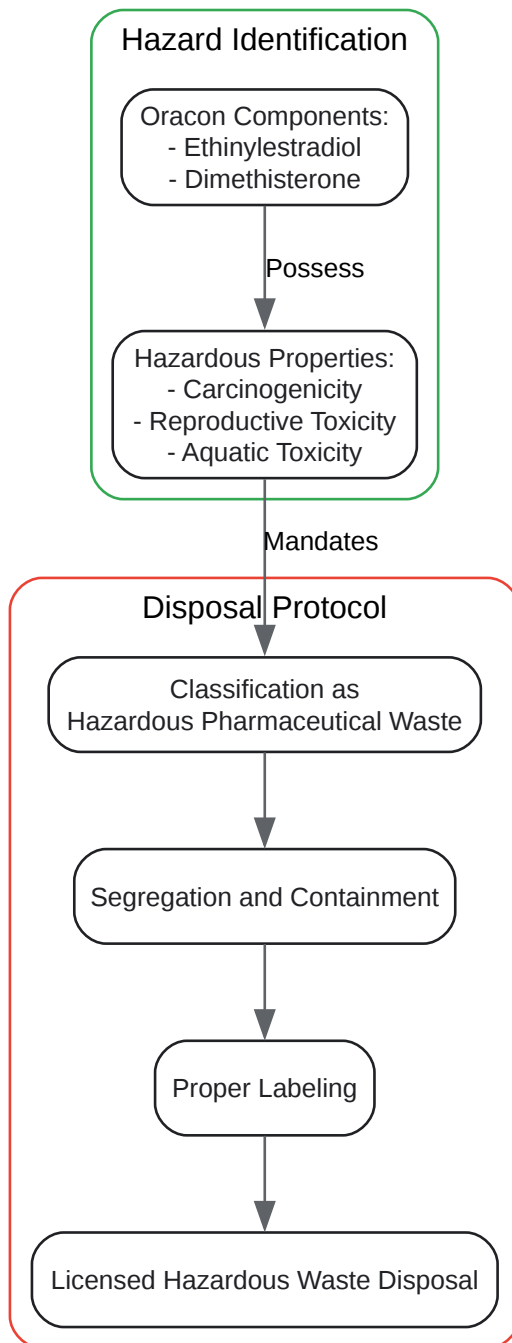 Hazard Identification
Oracon Components:
- Ethinylestradiol
- Dimethisterone
Possess
Hazardous Properties:
- Carcinogenicity
- Reproductive Toxicity
- Aquatic Toxicity
Mandates
Disposal Protocol
Classification as
Hazardous Pharmaceutical Waste
Segregation and Containment
Proper Labeling
Licensed Hazardous Waste Disposal